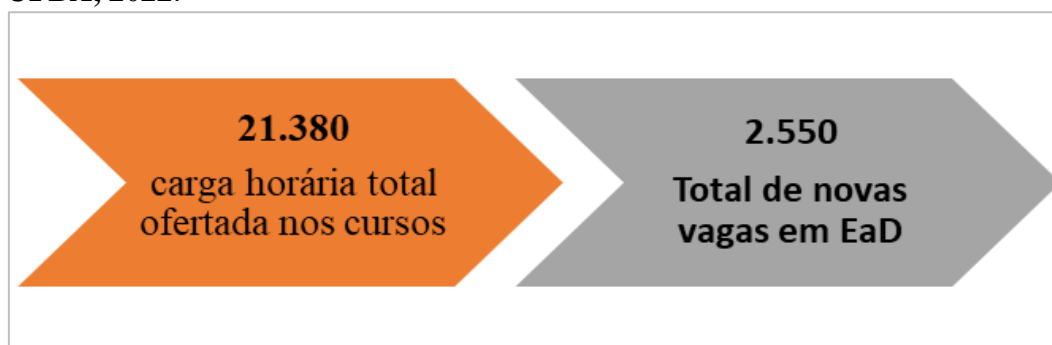 21.380
carga horária total
ofertada nos cursos
2.550
Total de novas
vagas em EaD